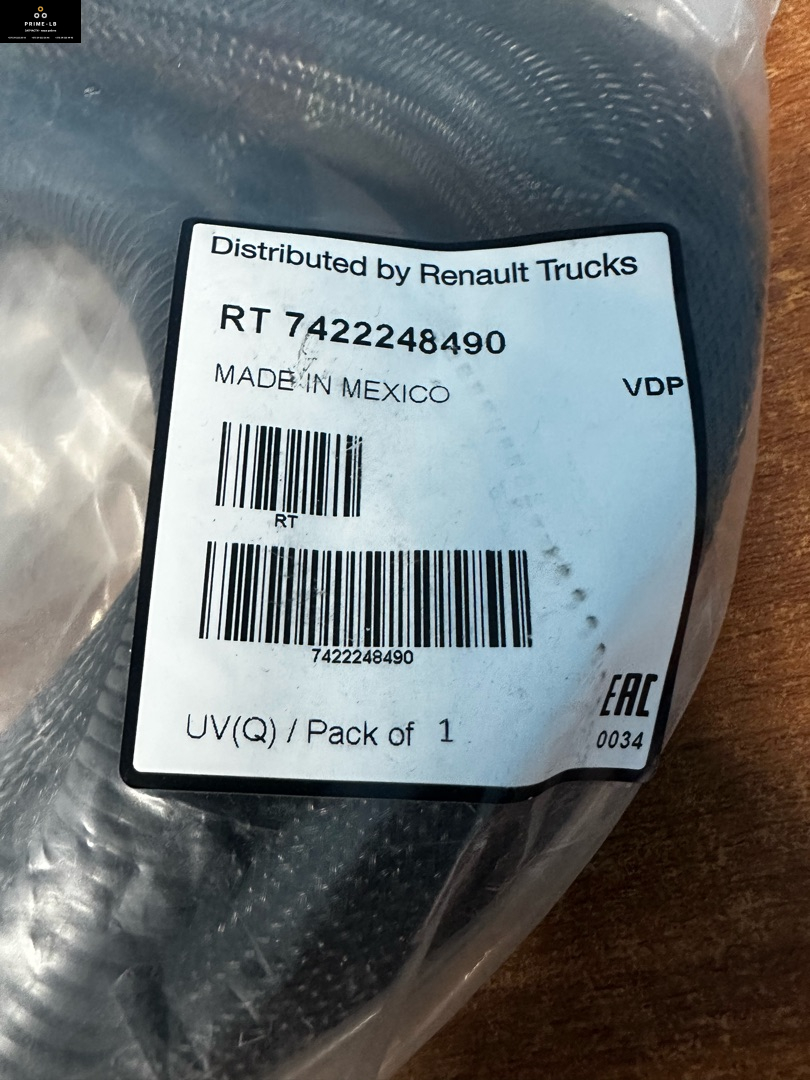 PRIME-LB
Distributed by Renault Trucks
RT 7422248490
MADE IN MEXICO
VDP
RT
7422248490
EAC
UV(Q) / Pack of 1
0034